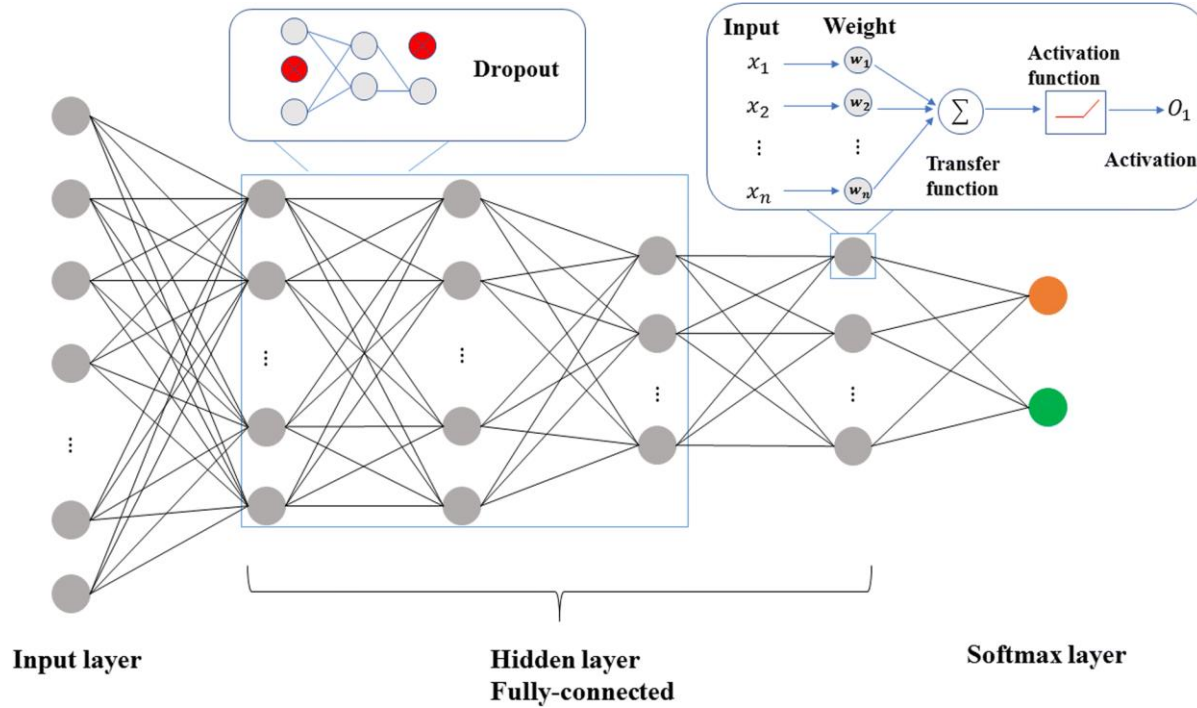 Dropout
Input
Weight
x₁
w₁
x₂
w₂
⋮
⋮
xₙ
wₙ
∑
Transfer
function
Activation
function
O₁
Activation
⋮
⋮
⋮
⋮
⋮
Input layer
Hidden layer
Fully-connected
Softmax layer